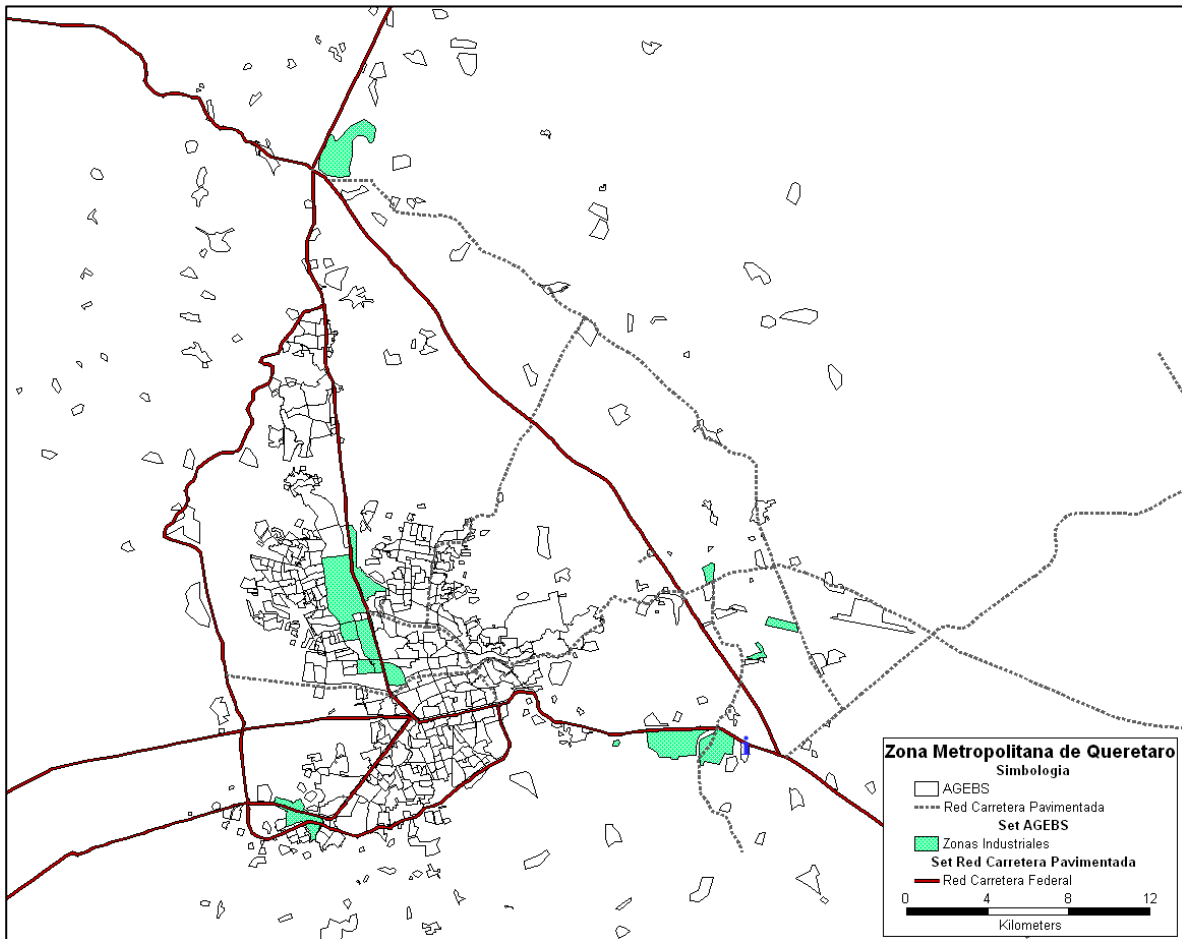 Zona Metropolitana de Queretaro
Simbologia
AGEBS
Red Carretera Pavimentada
Set AGEBS
Zonas Industriales
Set Red Carretera Pavimentada
Red Carretera Federal
0 4 8 12
Kilometers